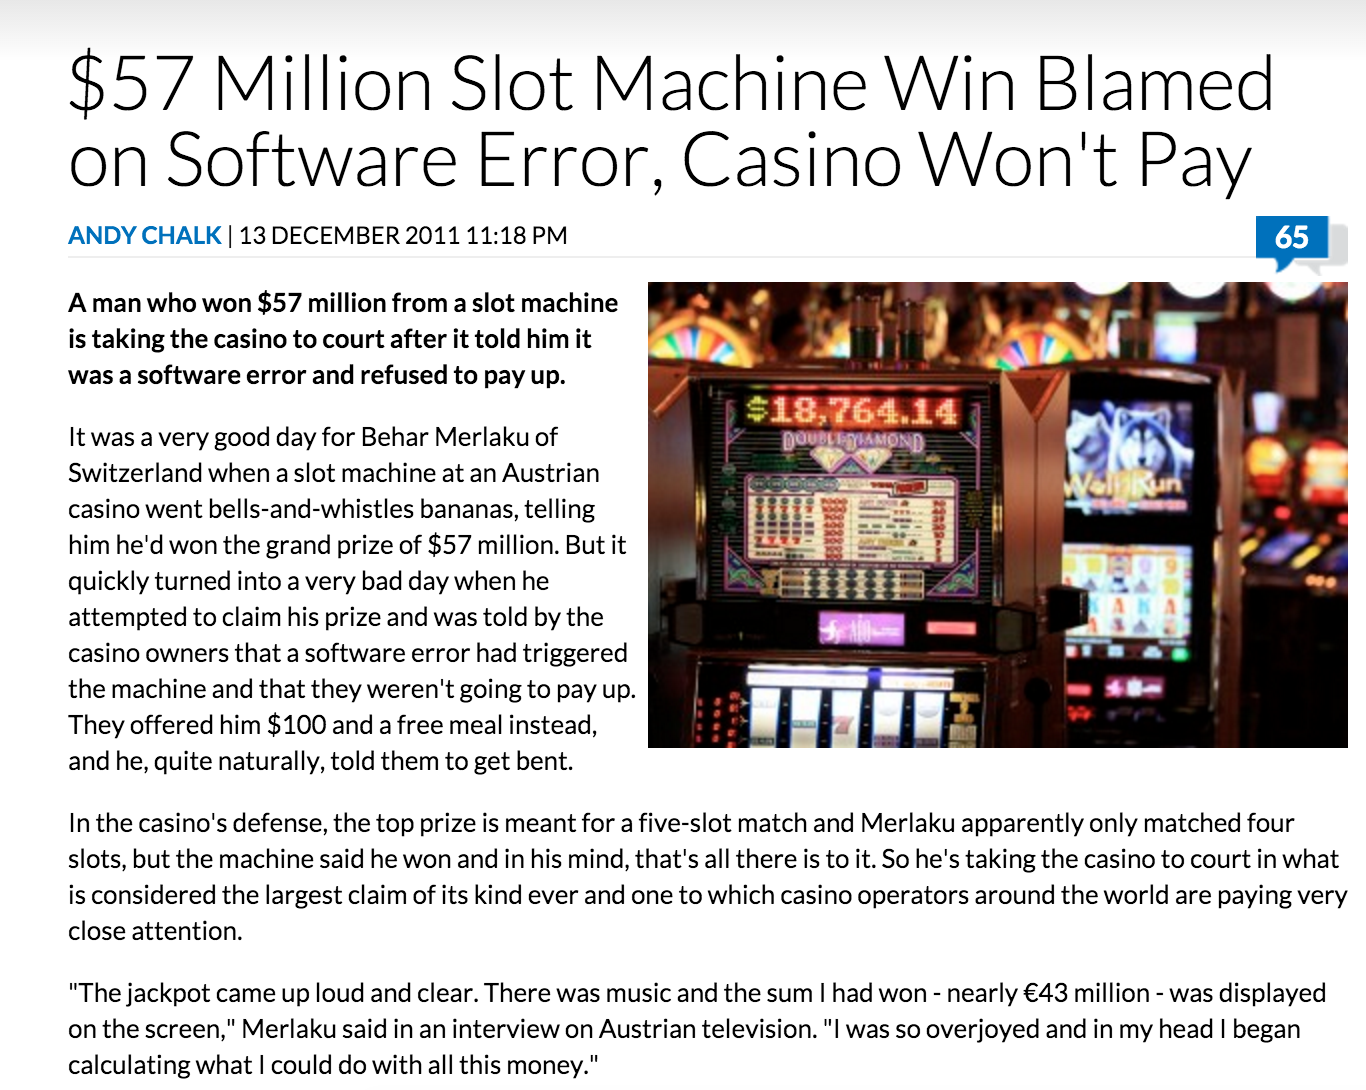 $57 Million Slot Machine Win Blamed
on Software Error, Casino Won't Pay
ANDY CHALK | 13 DECEMBER 2011 11:18 PM
65
A man who won $57 million from a slot machine
is taking the casino to court after it told him it
was a software error and refused to pay up.
It was a very good day for Behar Merlaku of
Switzerland when a slot machine at an Austrian
casino went bells-and-whistles bananas, telling
him he'd won the grand prize of $57 million. But it
quickly turned into a very bad day when he
attempted to claim his prize and was told by the
casino owners that a software error had triggered
the machine and that they weren't going to pay up.
They offered him $100 and a free meal instead,
and he, quite naturally, told them to get bent.
$18,764.14
DOUBLE DIAMOND
Wolf Run
In the casino's defense, the top prize is meant for a five-slot match and Merlaku apparently only matched four
slots, but the machine said he won and in his mind, that's all there is to it. So he's taking the casino to court in what
is considered the largest claim of its kind ever and one to which casino operators around the world are paying very
close attention.
"The jackpot came up loud and clear. There was music and the sum I had won - nearly €43 million - was displayed
on the screen," Merlaku said in an interview on Austrian television. "I was so overjoyed and in my head I began
calculating what I could do with all this money."